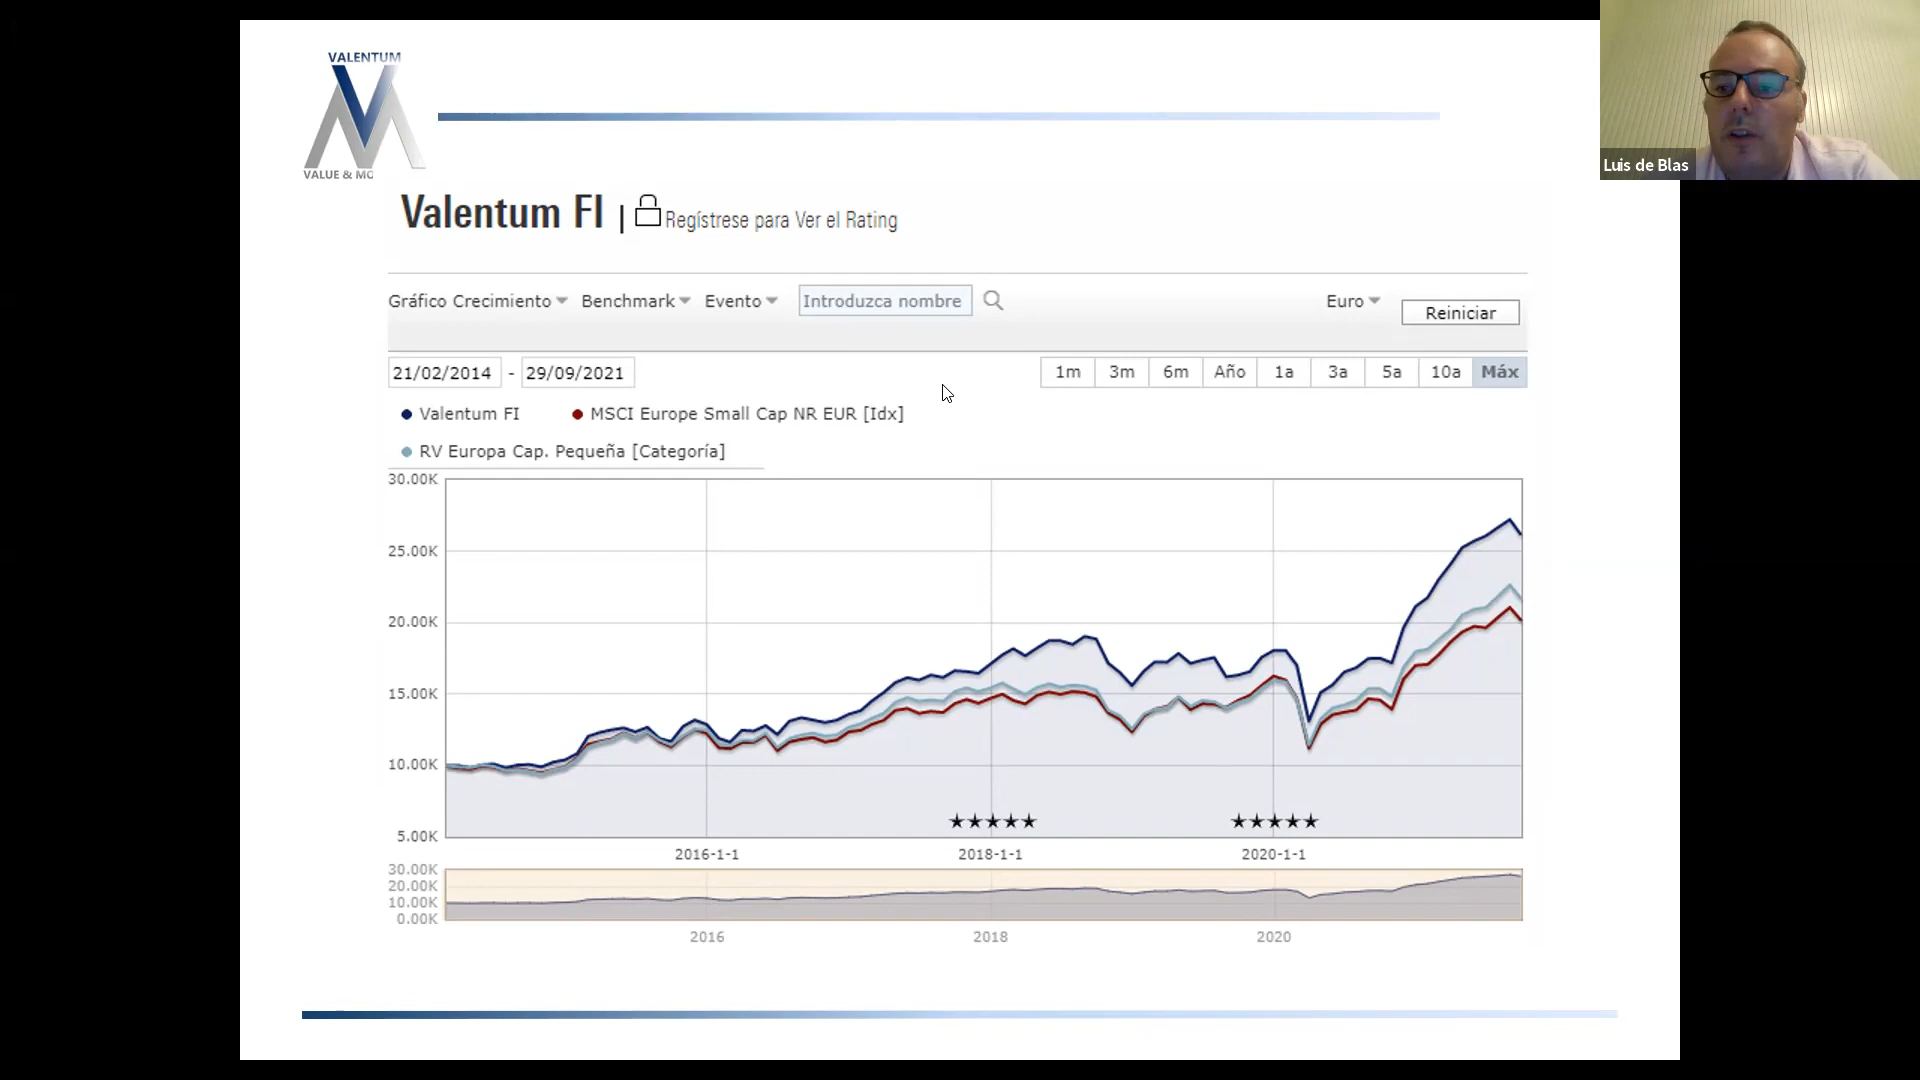 VALENTUM
VALUE & MO
Luis de Blas
Valentum FI | Regístrese para Ver el Rating
Gráfico Crecimiento Benchmark Evento Introduzca nombre Euro Reiniciar
21/02/2014 - 29/09/2021 1m 3m 6m Año 1a 3a 5a 10a Máx
Valentum FI MSCI Europe Small Cap NR EUR [Idx]
RV Europa Cap. Pequeña [Categoría]
30.00K
25.00K
20.00K
15.00K
10.00K
5.00K
★★★★★ ★★★★★
2016-1-1 2018-1-1 2020-1-1
30.00K
20.00K
10.00K
0.00K
2016 2018 2020